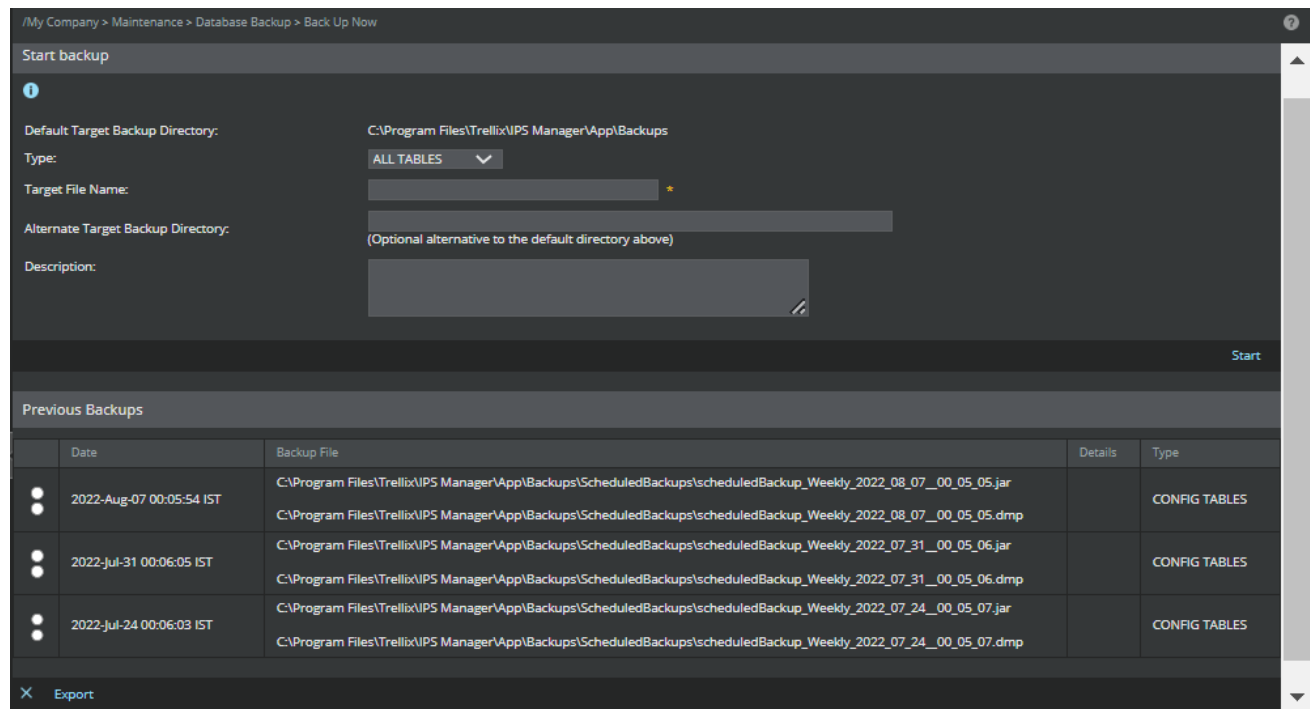 /My Company > Maintenance > Database Backup > Back Up Now
?
Start backup
i
Default Target Backup Directory: C:\Program Files\Trellix\IPS Manager\App\Backups
Type: ALL TABLES
Target File Name: *
Alternate Target Backup Directory:
(Optional alternative to the default directory above)
Description:
Start
Previous Backups
Date Backup File Details Type
C:\Program Files\Trellix\IPS Manager\App\Backups\ScheduledBackups\scheduledBackup_Weekly_2022_08_07__00_05_05.jar
2022-Aug-07 00:05:54 IST CONFIG TABLES
C:\Program Files\Trellix\IPS Manager\App\Backups\ScheduledBackups\scheduledBackup_Weekly_2022_08_07__00_05_05.dmp
C:\Program Files\Trellix\IPS Manager\App\Backups\ScheduledBackups\scheduledBackup_Weekly_2022_07_31__00_05_06.jar
2022-Jul-31 00:06:05 IST CONFIG TABLES
C:\Program Files\Trellix\IPS Manager\App\Backups\ScheduledBackups\scheduledBackup_Weekly_2022_07_31__00_05_06.dmp
C:\Program Files\Trellix\IPS Manager\App\Backups\ScheduledBackups\scheduledBackup_Weekly_2022_07_24__00_05_07.jar
2022-Jul-24 00:06:03 IST CONFIG TABLES
C:\Program Files\Trellix\IPS Manager\App\Backups\ScheduledBackups\scheduledBackup_Weekly_2022_07_24__00_05_07.dmp
Export